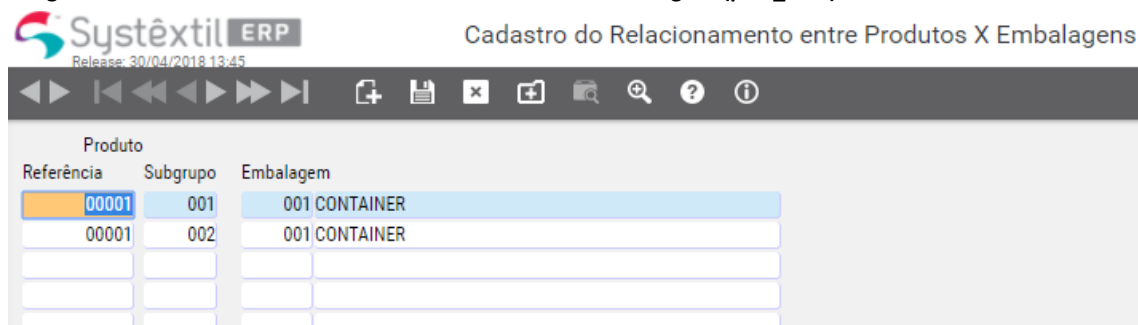 Systêxtil ERP
Cadastro do Relacionamento entre Produtos X Embalagens
Release: 30/04/2018 13:45
Produto
Referência Subgrupo Embalagem
00001 001 001 CONTAINER
00001 002 001 CONTAINER